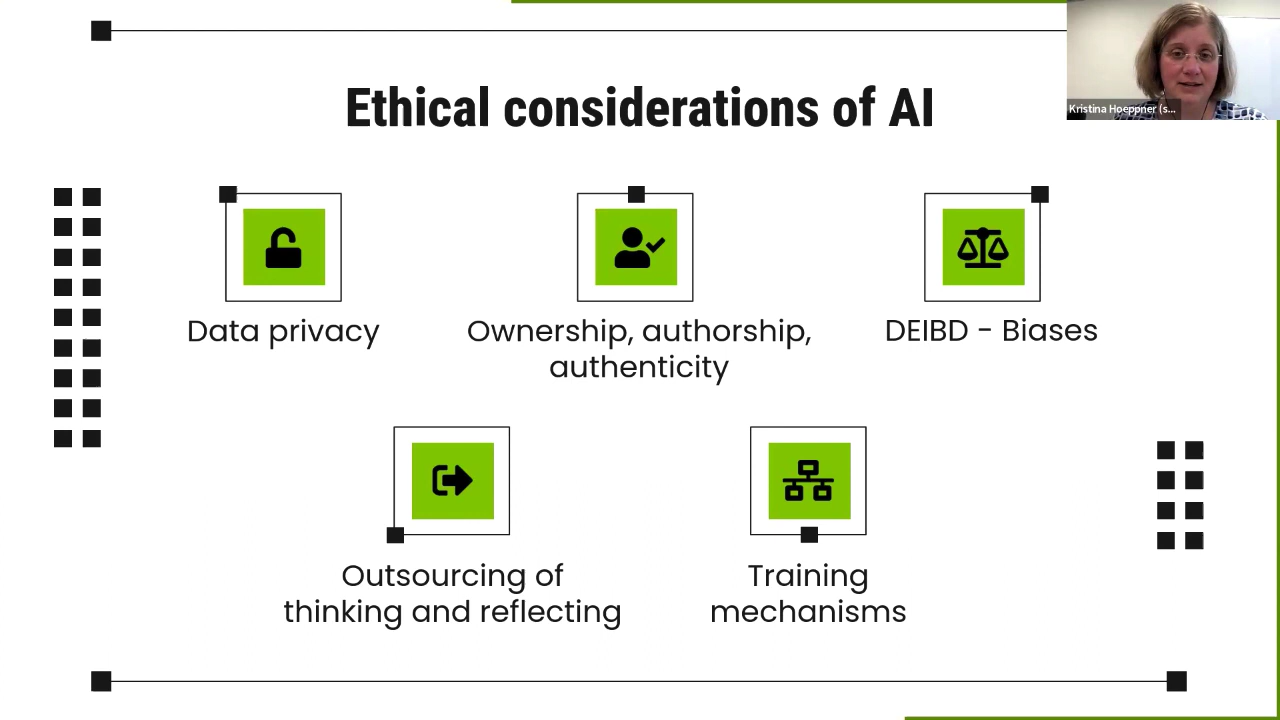 Ethical considerations of AI
Kristina Hoeppner (s...
Data privacy
Ownership, authorship,
authenticity
DEIBD - Biases
Outsourcing of
thinking and reflecting
Training
mechanisms